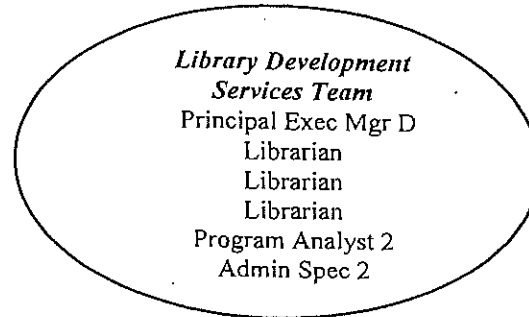 Library Development
Services Team
Principal Exec Mgr D
Librarian
Librarian
Librarian
Program Analyst 2
Admin Spec 2